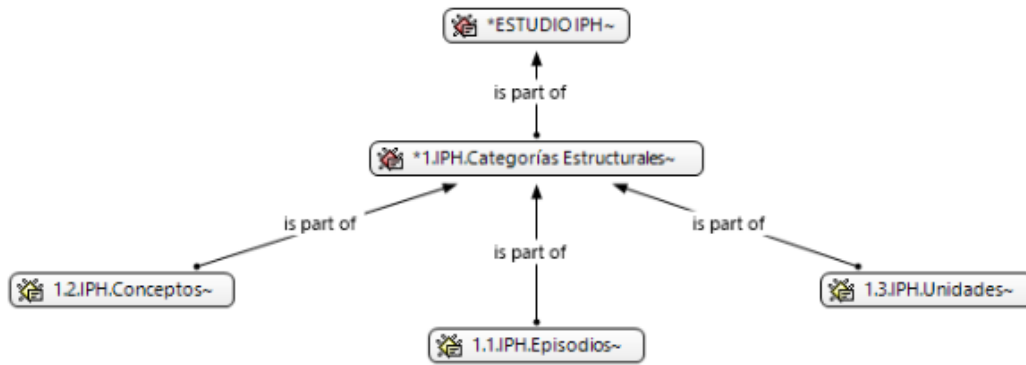 *ESTUDIO IPH~
is part of
*1.IPH.Categorías Estructurales~
is part of
is part of
is part of
1.2.IPH.Conceptos~
1.3.IPH.Unidades~
1.1.IPH.Episodios~